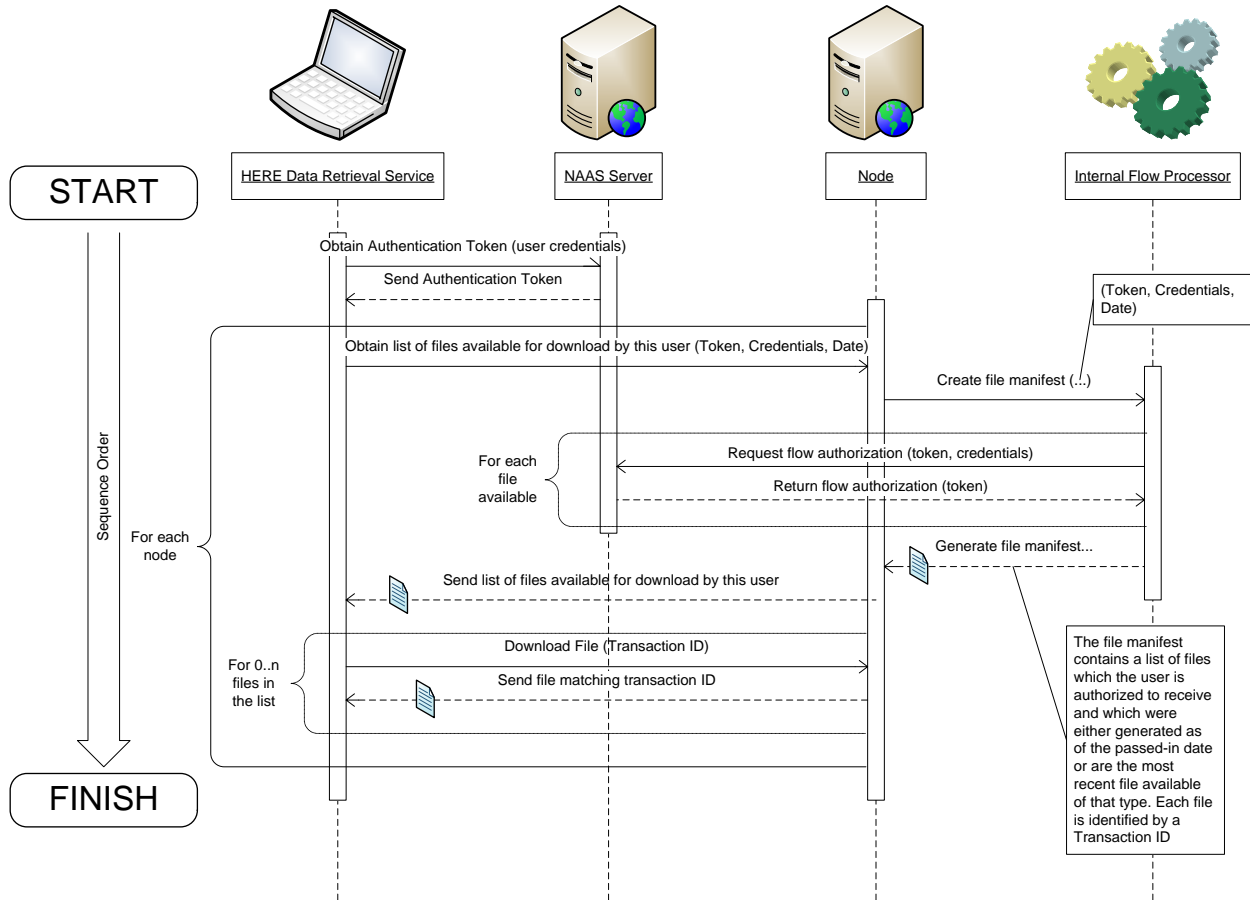 HERE Data Retrieval Service
NAAS Server
Node
Internal Flow Processor
START
Obtain Authentication Token (user credentials)
Send Authentication Token
(Token, Credentials,
Date)
Obtain list of files available for download by this user (Token, Credentials, Date)
Create file manifest (...)
For each
file
available
Request flow authorization (token, credentials)
Return flow authorization (token)
Sequence Order
For each
node
Generate file manifest...
Send list of files available for download by this user
For 0..n
files in
the list
Download File (Transaction ID)
Send file matching transaction ID
The file manifest
contains a list of files
which the user is
authorized to receive
and which were
either generated as
of the passed-in date
or are the most
recent file available
of that type. Each file
is identified by a
Transaction ID
FINISH